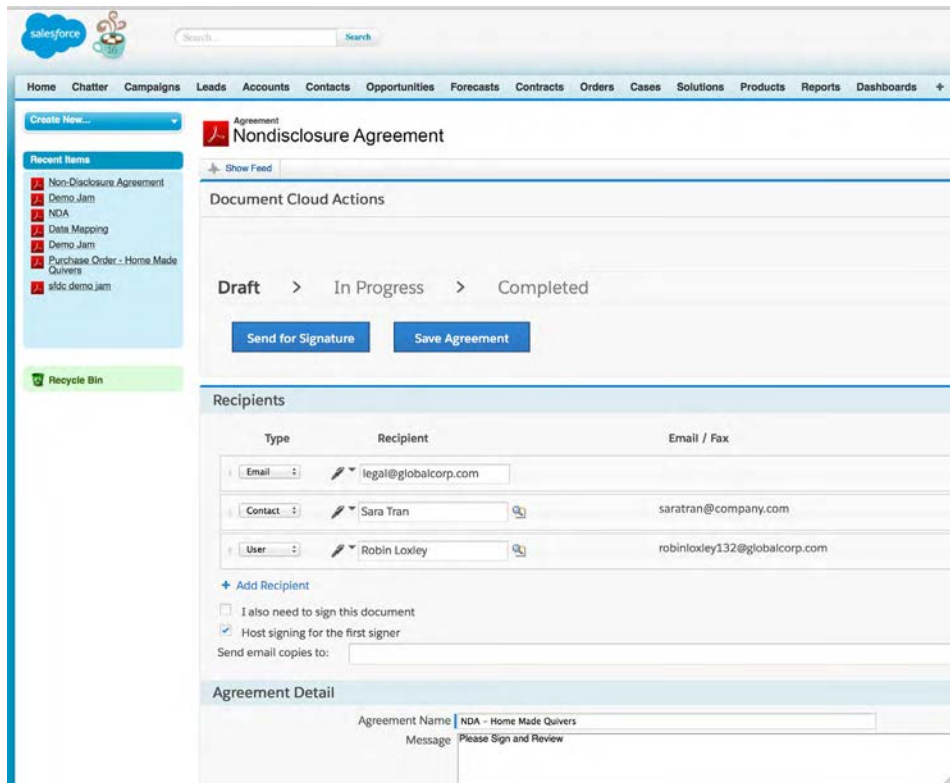 salesforce
16
Search...
Search
Home Chatter Campaigns Leads Accounts Contacts Opportunities Forecasts Contracts Orders Cases Solutions Products Reports Dashboards +
Create New...
Recent Items
Non-Disclosure Agreement
Demo Jam
NDA
Data Mapping
Demo Jam
Purchase Order - Home Made
Quivers
sfdc demo jam
Recycle Bin
Agreement
Nondisclosure Agreement
Show Feed
Document Cloud Actions
Draft > In Progress > Completed
Send for Signature Save Agreement
Recipients
Type Recipient Email / Fax
Email legal@globalcorp.com
Contact Sara Tran saratran@company.com
User Robin Loxley robinloxley132@globalcorp.com
+ Add Recipient
I also need to sign this document
Host signing for the first signer
Send email copies to:
Agreement Detail
Agreement Name NDA - Home Made Quivers
Message Please Sign and Review